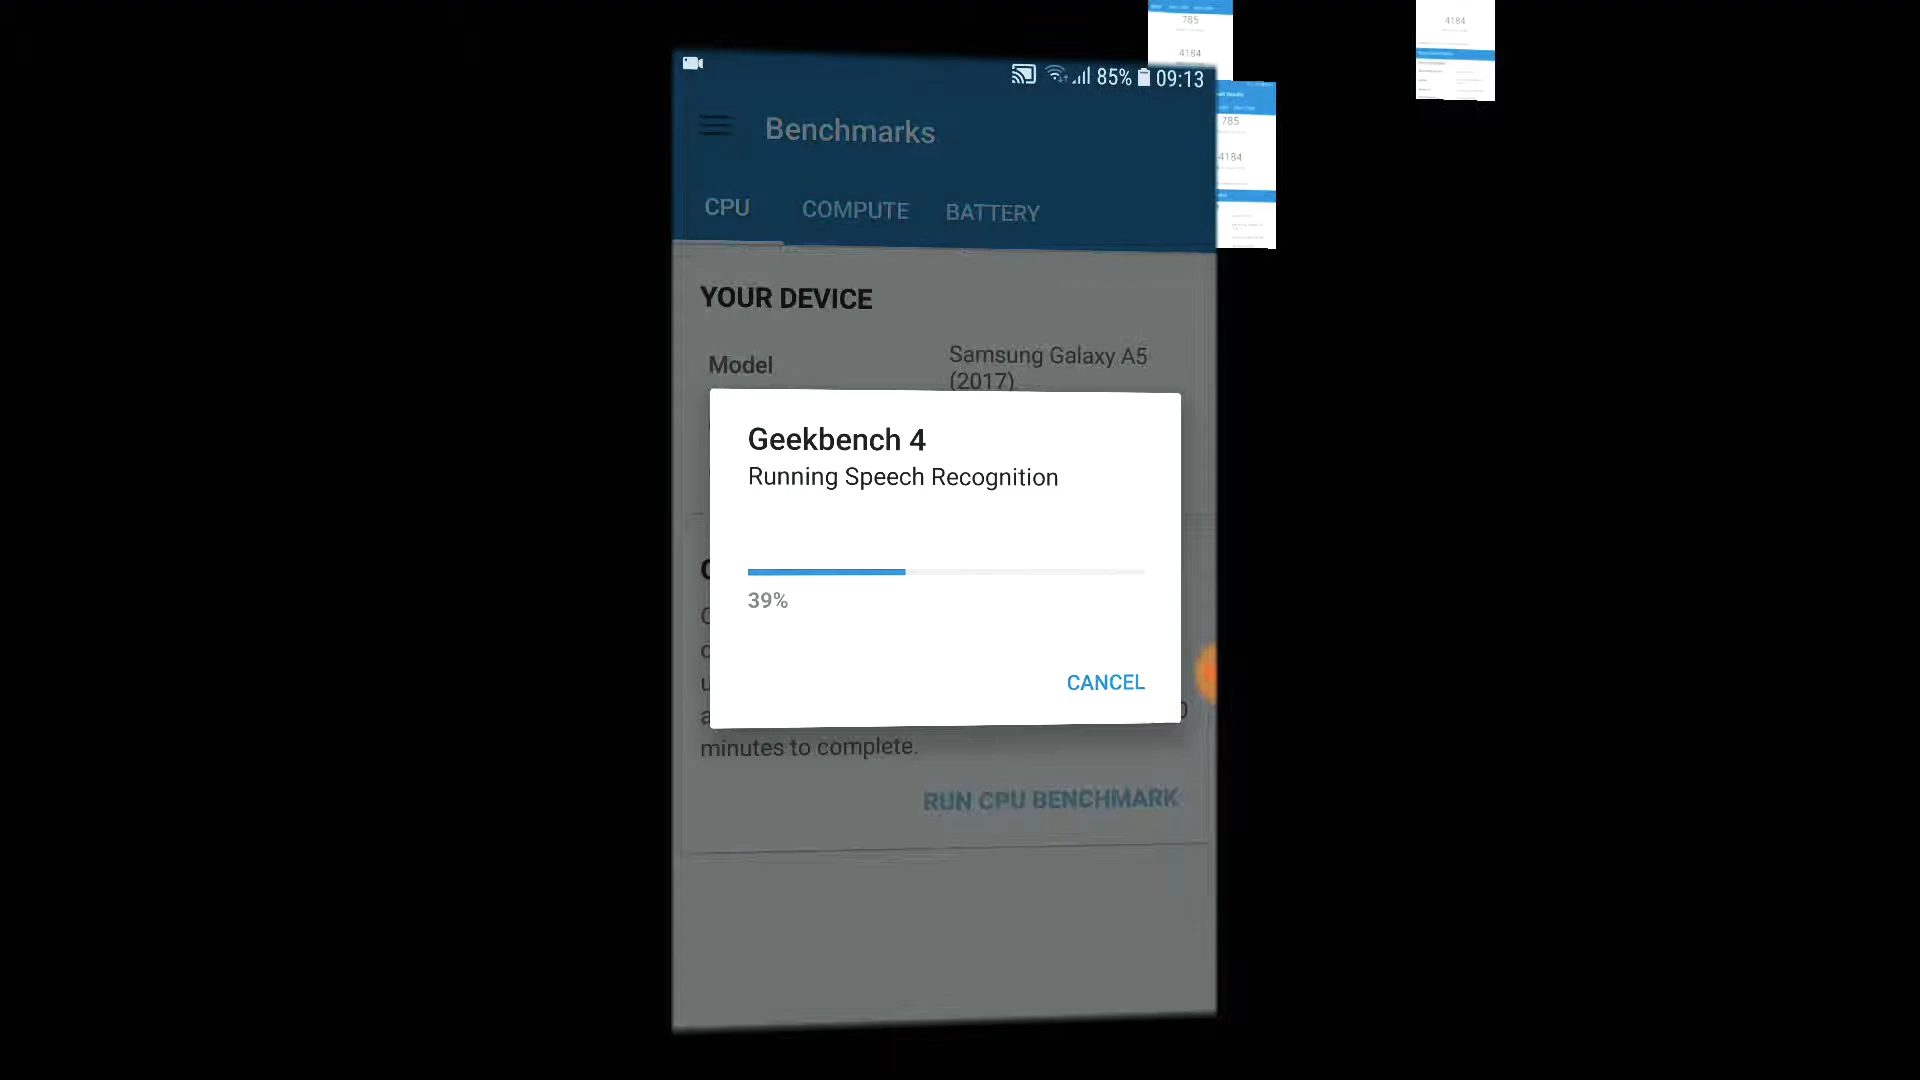 785
4184
4184
85% 09:13
Benchmarks
785
4184
CPU
COMPUTE
BATTERY
YOUR DEVICE
Model
Samsung Galaxy A5
(2017)
Geekbench 4
Running Speech Recognition
39%
CANCEL
minutes to complete.
RUN CPU BENCHMARK